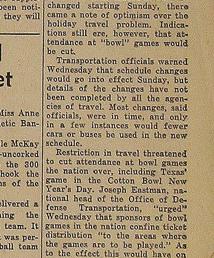 been noti-
they will
et
Miss Anne
etic Ban-
le McKay
-uncorked
the 300
hook the
s of the
elivered a
ing the
team. It
was per-
ball team
changed starting Sunday, there
came a note of optimism over the
holiday travel problem. Indica-
tions still ere, however, that at-
tendance at "bowl" games would
be cut.
Transportation officials warned
Wednesday that schedule changes
would go into effect Sunday, but
details of the changes have not
been completed by all the agen-
cies of travel. Most changes, said
officials, were in time, and only
in a few instances would fewer
cars or buses be used in the new
schedule.
Restriction in travel threatened
to cut attendance at bowl games
the nation over, including Texas'
game in the Cotton Bowl New
Year's Day. Joseph Eastman, na-
tional head of the Office of De-
fense Transportation, "urged"
Wednesday that sponsors of bowl
games in the nation confine ticket
distribution "to the areas where
the games are to be played." As
to the effect this would have on